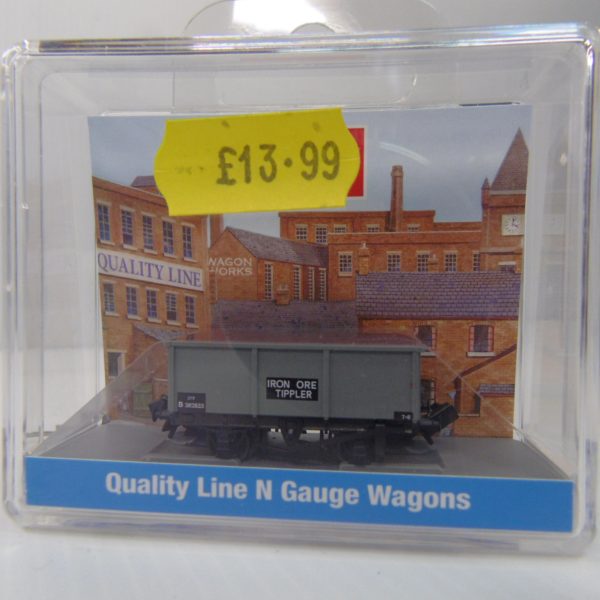 £13.99
WAGON
WORKS
QUALITY LINE
IRON ORE
TIPPLER
Quality Line N Gauge Wagons